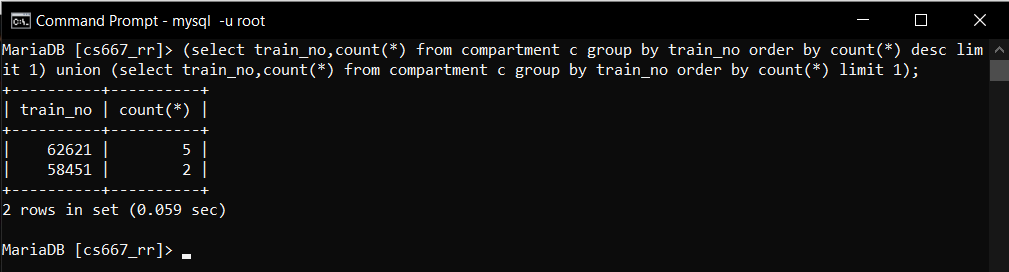 Command Prompt - mysql  -u root
MariaDB [cs667_rr]> (select train_no,count(*) from compartment c group by train_no order by count(*) desc lim
it 1) union (select train_no,count(*) from compartment c group by train_no order by count(*) limit 1);
+----------+----------+
| train_no | count(*) |
+----------+----------+
|    62621 |        5 |
|    58451 |        2 |
+----------+----------+
2 rows in set (0.059 sec)
MariaDB [cs667_rr]>